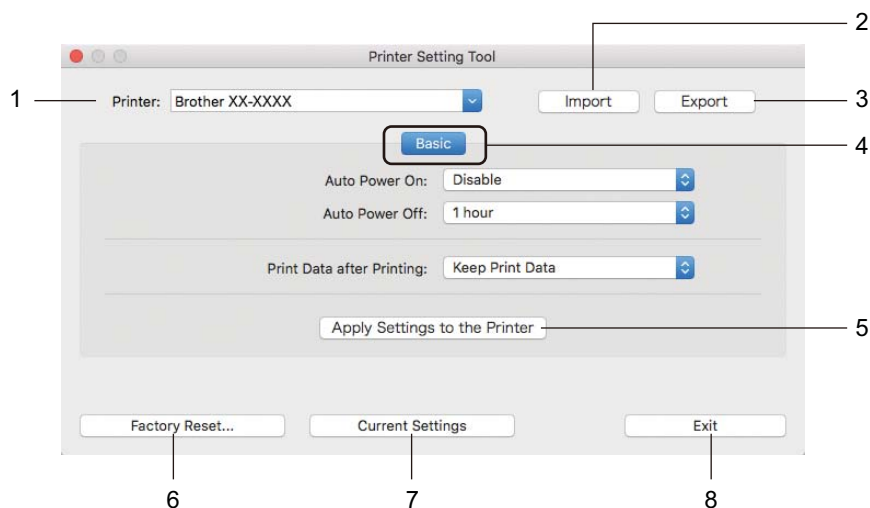 2
Printer Setting Tool
1 Printer: Brother XX-XXXX Import Export 3
Basic 4
Auto Power On: Disable
Auto Power Off: 1 hour
Print Data after Printing: Keep Print Data
Apply Settings to the Printer 5
Factory Reset... Current Settings Exit
6 7 8